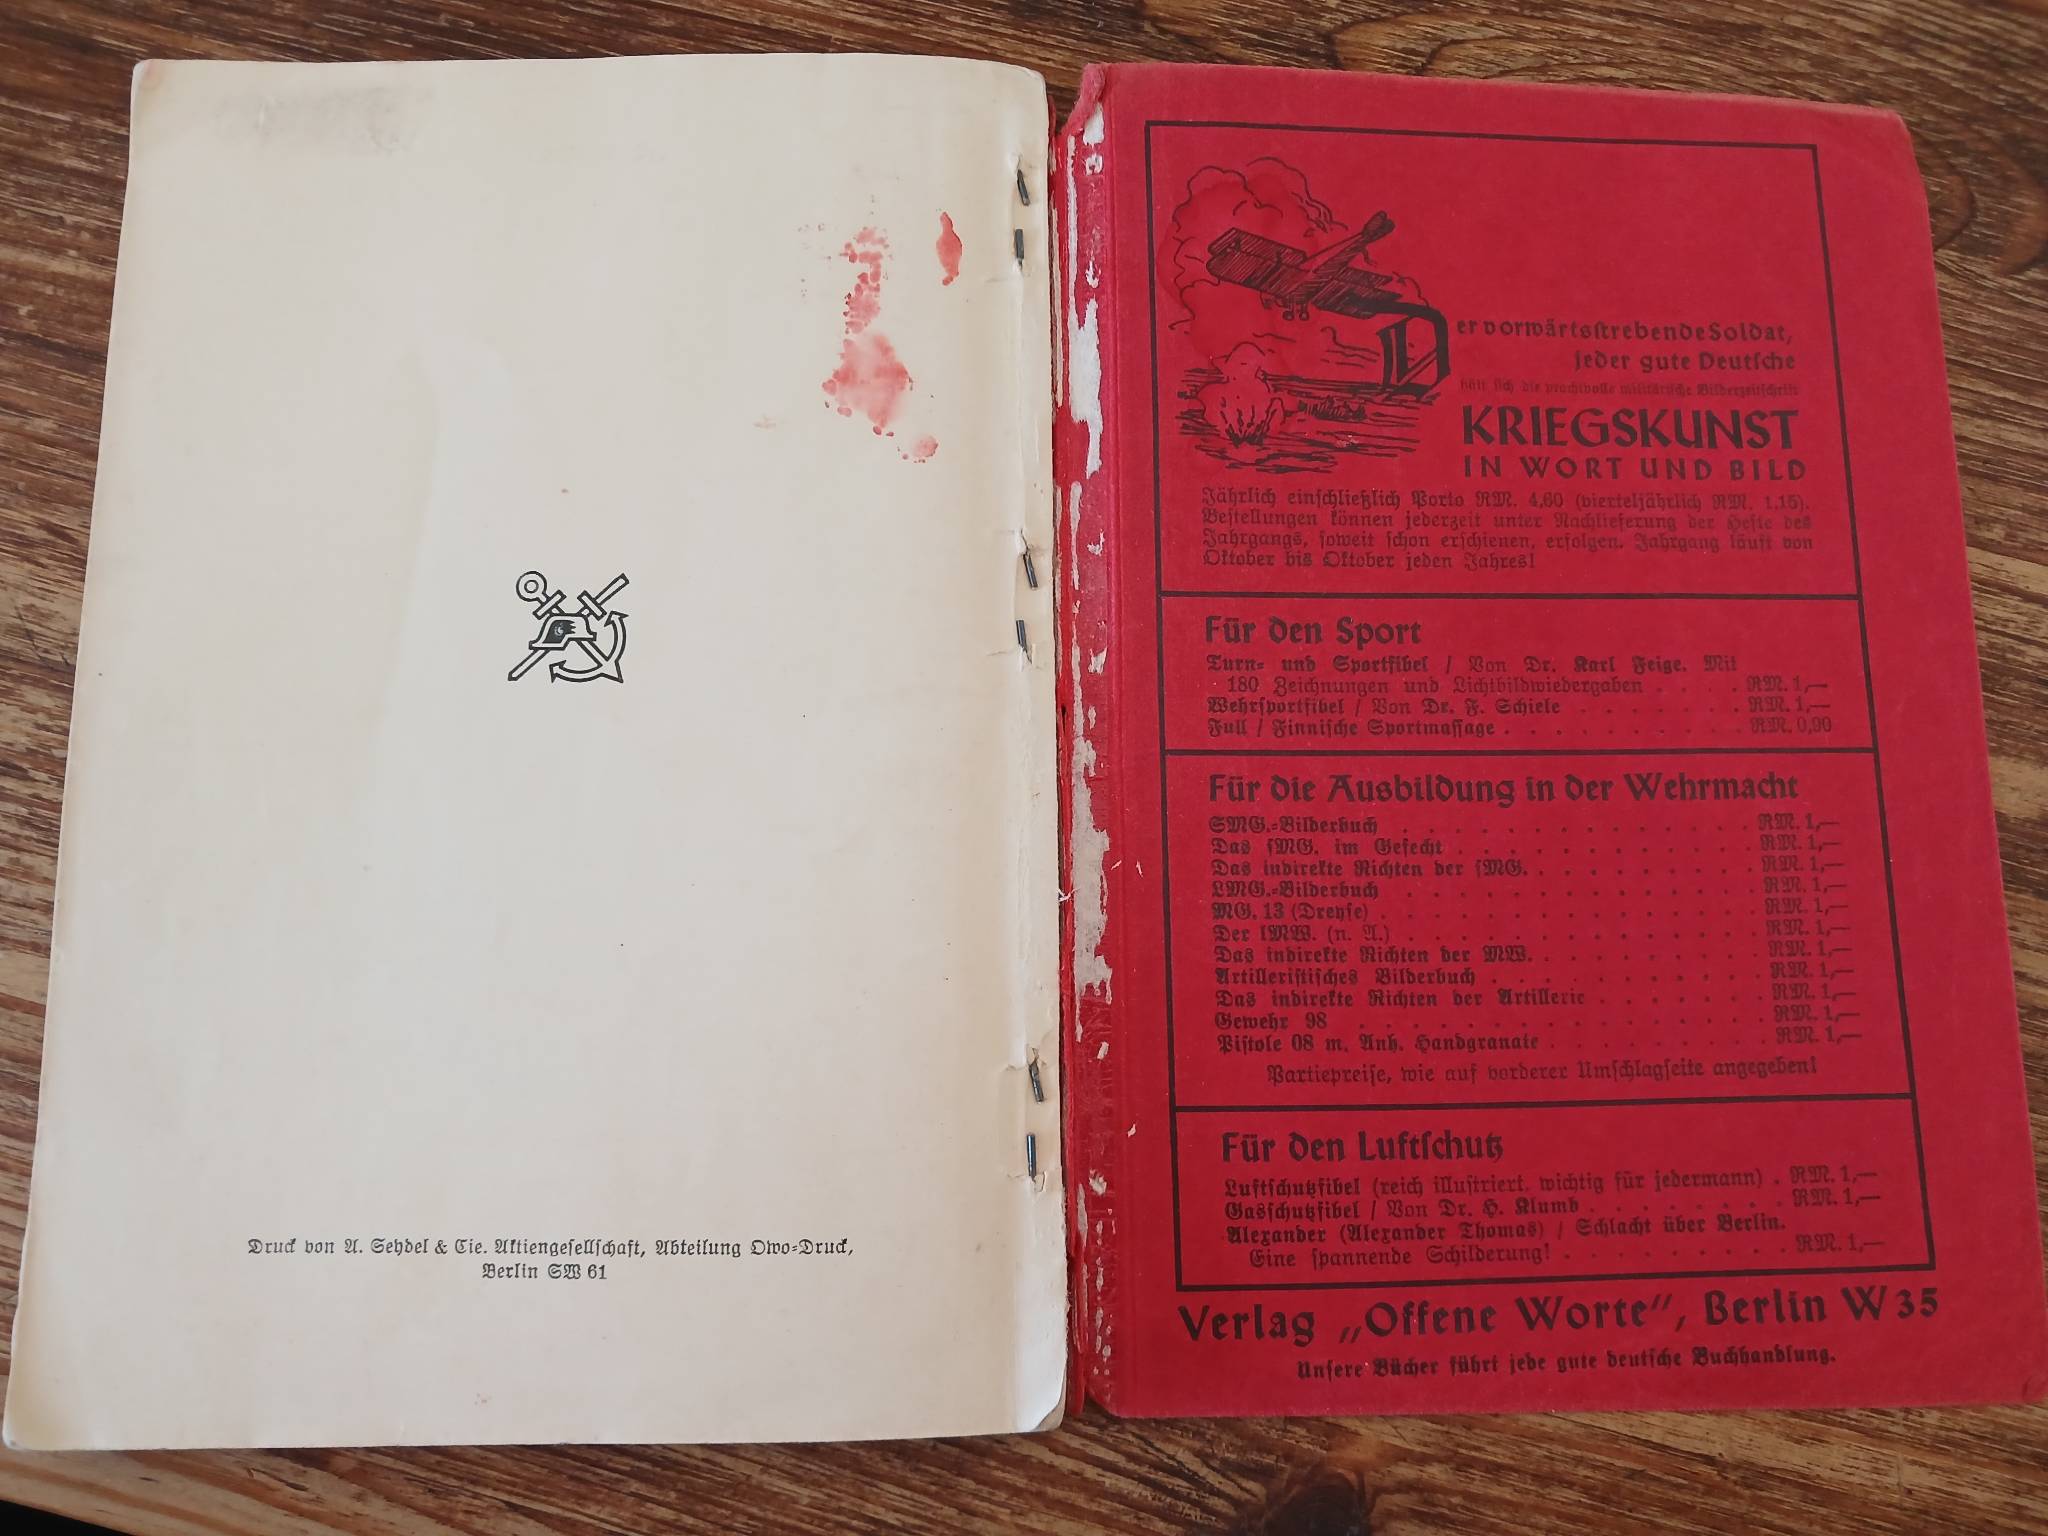 Druck von A. Seydel & Cie. Aktiengesellschaft, Abteilung Owo-Druck,
Berlin SW 61
Der vorwärtsstrebende Soldat,
jeder gute Deutsche
hält sich die prachtvolle militärische Bilderzeitschrift
KRIEGSKUNST
IN WORT UND BILD
Jährlich einschließlich Porto RM. 4,60 (vierteljährlich RM. 1,15).
Bestellungen können jederzeit unter Nachlieferung der Hefte des
Jahrgangs, soweit schon erschienen, erfolgen. Jahrgang läuft von
Oktober bis Oktober jeden Jahres!
Für den Sport
Turn- und Sportfibel / Von Dr. Karl Feige. Mit
180 Zeichnungen und Lichtbildwiedergaben . . . . RM. 1,—
Wehrsportfibel / Von Dr. F. Schiele . . . . . . . RM. 1,—
Full / Finnische Sportmassage . . . . . . . . . . RM. 0,90
Für die Ausbildung in der Wehrmacht
SMG.-Bilderbuch . . . . . . . . . . . . . RM. 1,—
Das sMG. im Gefecht . . . . . . . . . . . RM. 1,—
Das indirekte Richten der sMG. . . . . . . . . RM. 1,—
LMG.-Bilderbuch . . . . . . . . . . . . . RM. 1,—
MG. 13 (Dreyse) . . . . . . . . . . . . . RM. 1,—
Der lMW. (n. A.) . . . . . . . . . . . . . RM. 1,—
Das indirekte Richten der MW. . . . . . . . . RM. 1,—
Artilleristisches Bilderbuch . . . . . . . . . . RM. 1,—
Das indirekte Richten der Artillerie . . . . . . . RM. 1,—
Gewehr 98 . . . . . . . . . . . . . . . RM. 1,—
Pistole 08 m. Anh. Handgranate . . . . . . . . RM. 1,—
Partiepreise, wie auf vorderer Umschlagseite angegeben!
Für den Luftschutz
Luftschutzfibel (reich illustriert, wichtig für jedermann) . RM. 1,—
Gasschutzfibel / Von Dr. H. Klumb . . . . . . . . RM. 1,—
Alexander (Alexander Thomas) / Schlacht über Berlin.
Eine spannende Schilderung! . . . . . . . . . RM. 1,—
Verlag „Offene Worte“, Berlin W 35
Unsere Bücher führt jede gute deutsche Buchhandlung.